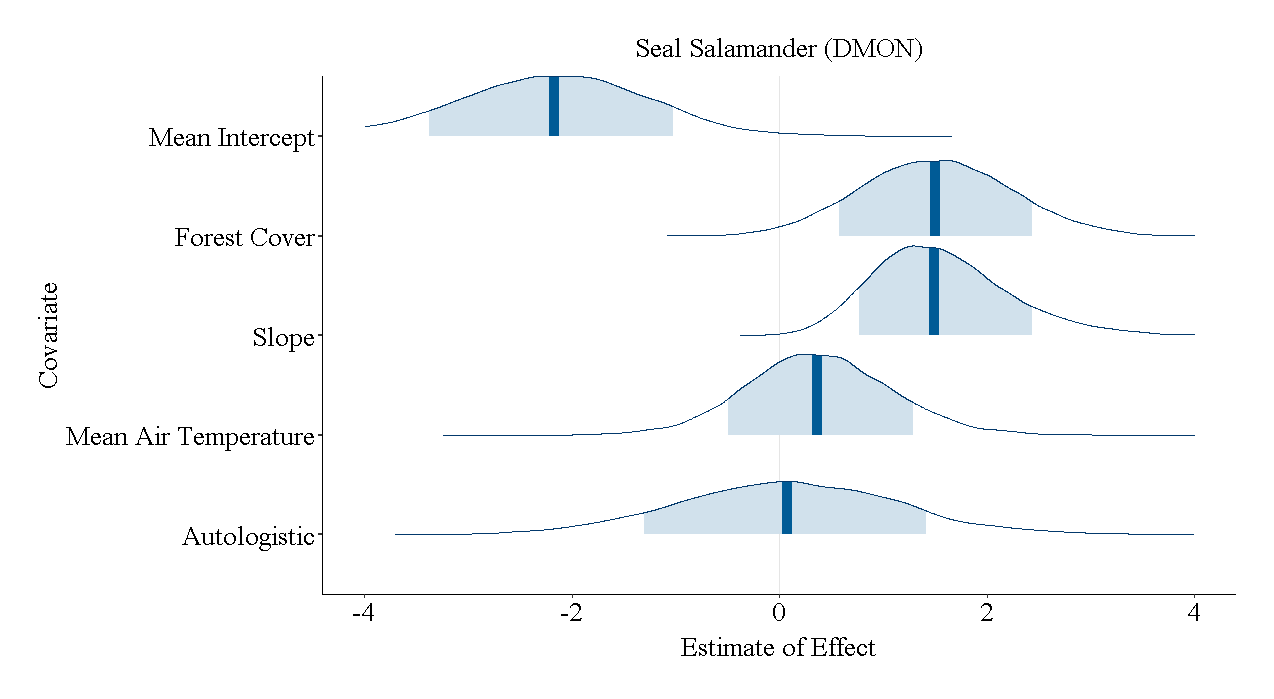 Seal Salamander (DMON)
Mean Intercept
Forest Cover
Slope
Mean Air Temperature
Autologistic
Covariate
-4 -2 0 2 4
Estimate of Effect